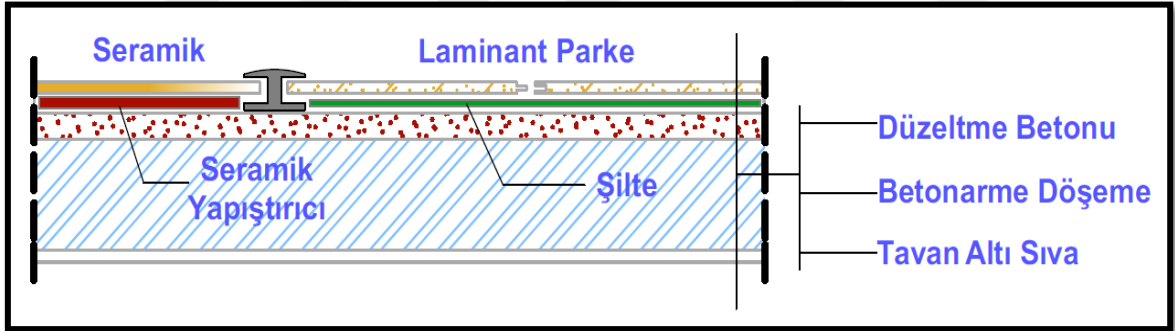 Seramik
Laminant Parke
Seramik
Yapıştırıcı
Şilte
Düzeltme Betonu
Betonarme Döşeme
Tavan Altı Sıva